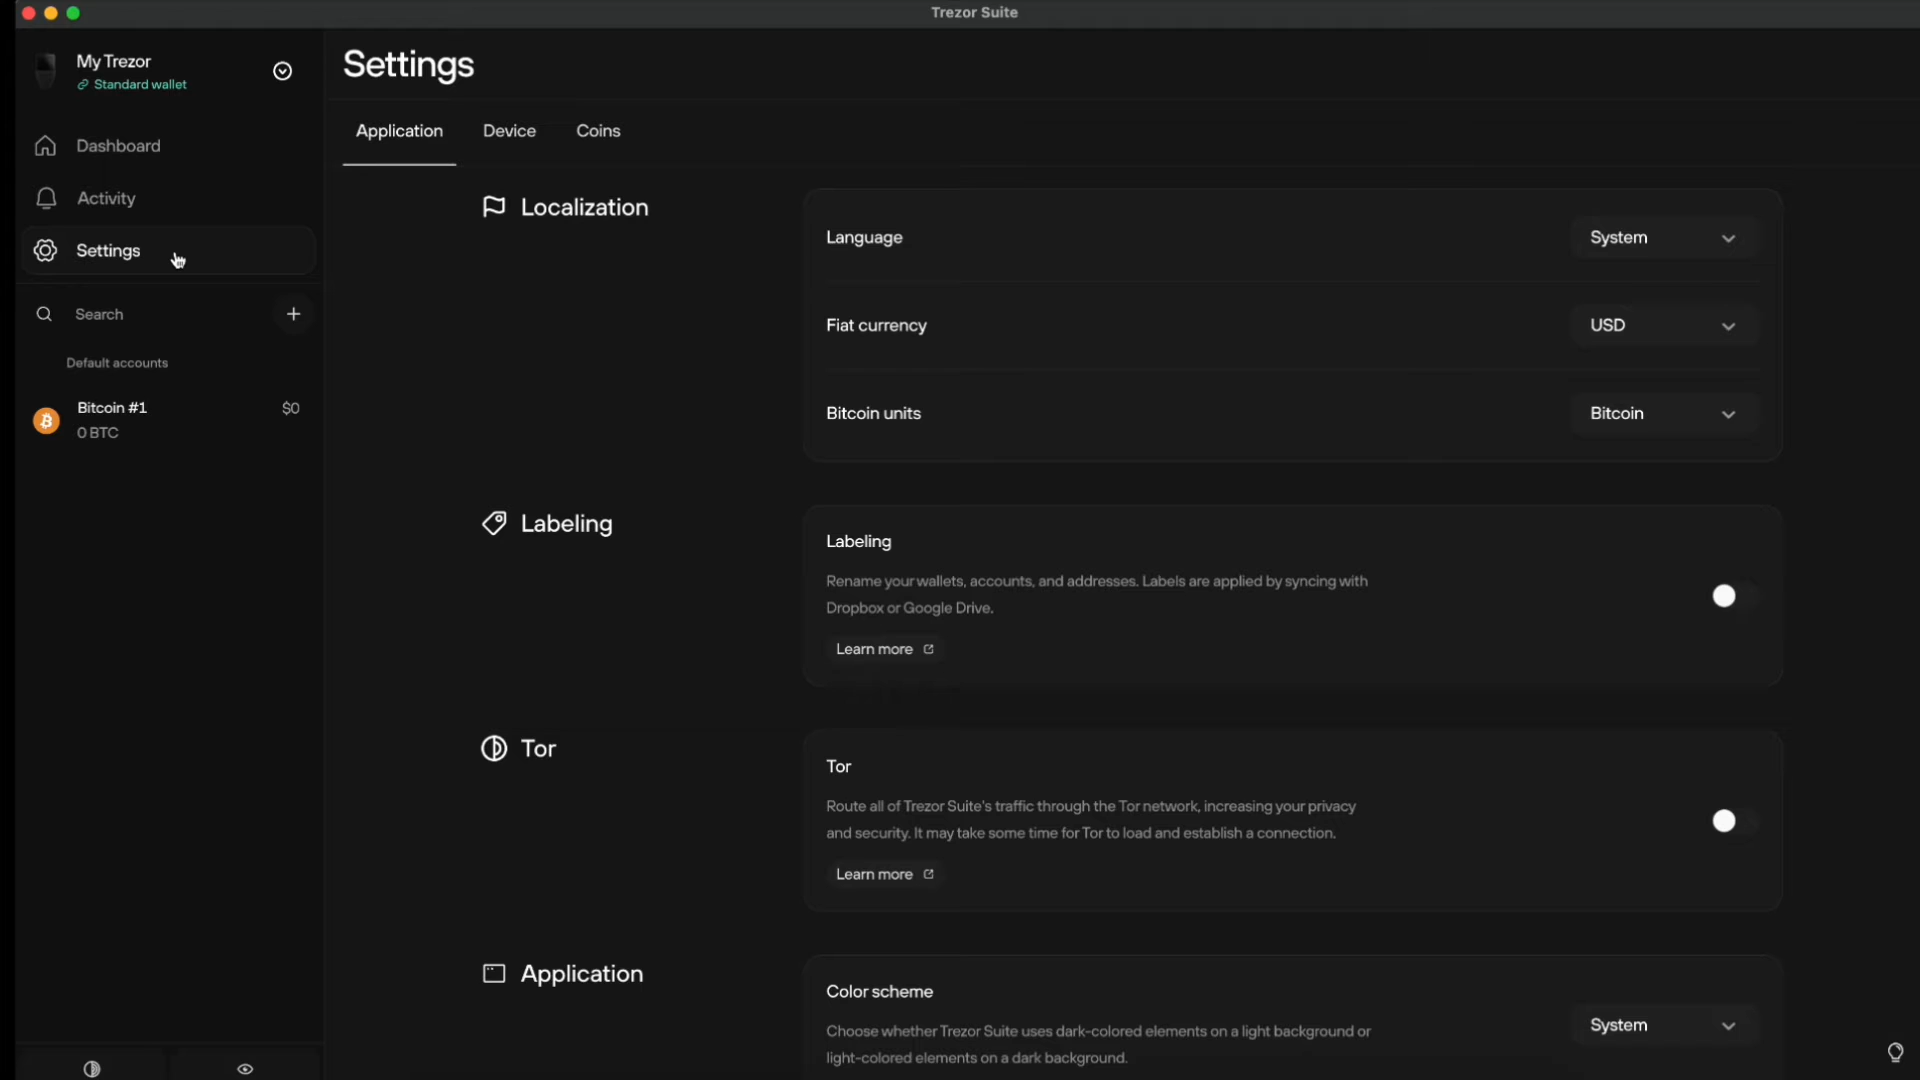 Trezor Suite
My Trezor
Standard wallet
Dashboard
Activity
Settings
Search
Default accounts
Bitcoin #1
$0
0 BTC
Settings
Application
Device
Coins
Localization
Language
System
Fiat currency
USD
Bitcoin units
Bitcoin
Labeling
Labeling
Rename your wallets, accounts, and addresses. Labels are applied by syncing with
Dropbox or Google Drive.
Learn more
Tor
Tor
Route all of Trezor Suite's traffic through the Tor network, increasing your privacy
and security. It may take some time for Tor to load and establish a connection.
Learn more
Application
Color scheme
Choose whether Trezor Suite uses dark-colored elements on a light background or
light-colored elements on a dark background.
System